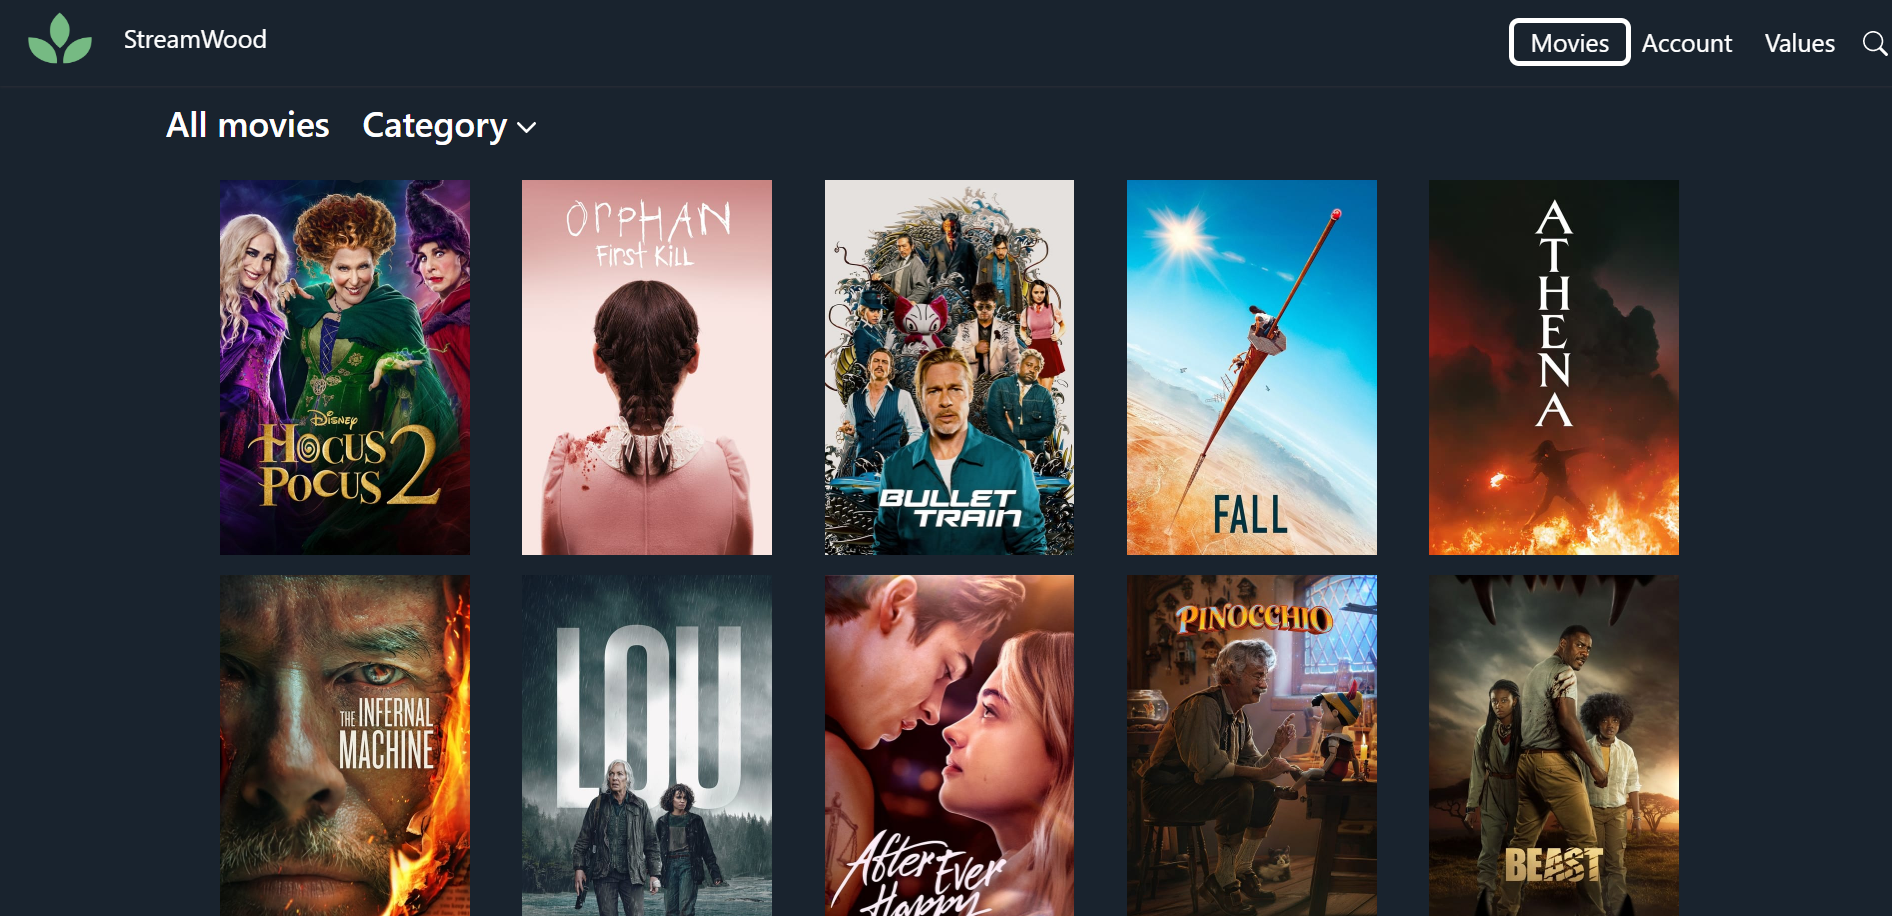 StreamWood
Movies
Account
Values
All movies
Category
DISNEY
HOCUS
POCUS 2
ORPHAN
First Kill
BULLET
TRAIN
FALL
ATHENA
THE INFERNAL
MACHINE
LOU
After Ever
Happy
PINOCCHIO
BEAST